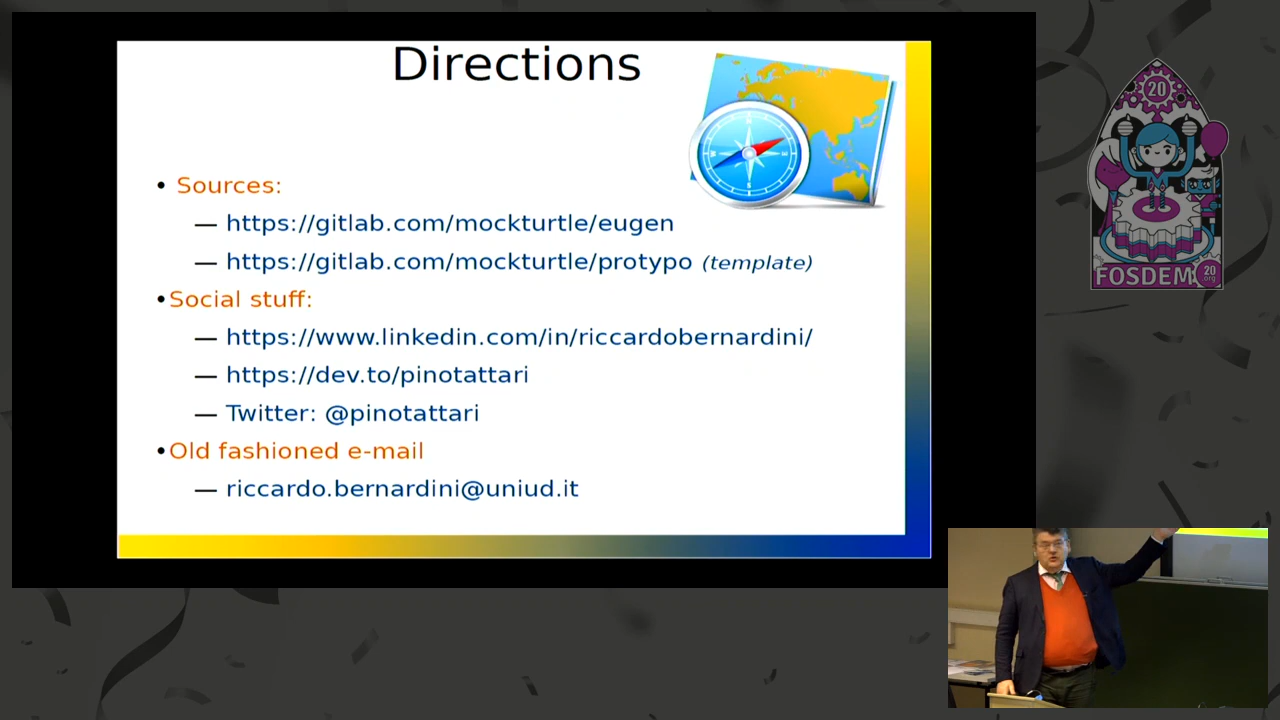 Directions
• Sources:
— https://gitlab.com/mockturtle/eugen
— https://gitlab.com/mockturtle/protypo (template)
• Social stuff:
— https://www.linkedin.com/in/riccardobernardini/
— https://dev.to/pinotattari
— Twitter: @pinotattari
• Old fashioned e-mail
— riccardo.bernardini@uniud.it
20
FOSDEM
20
.org